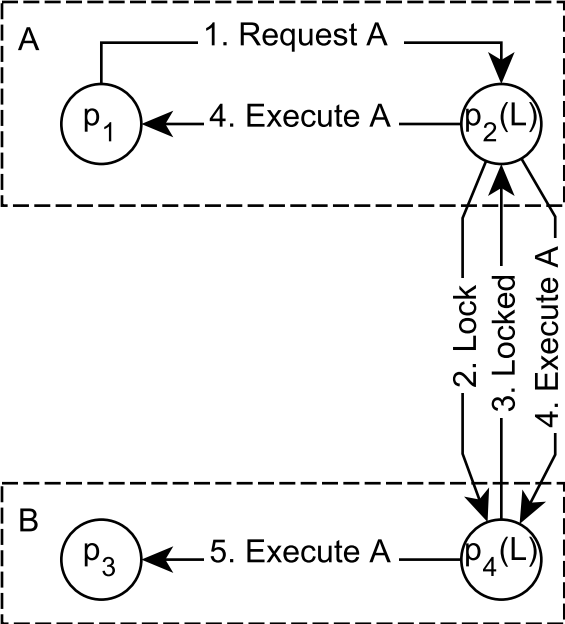 A
1. Request A
p1
4. Execute A
p2(L)
2. Lock
3. Locked
4. Execute A
B
p3
5. Execute A
p4(L)